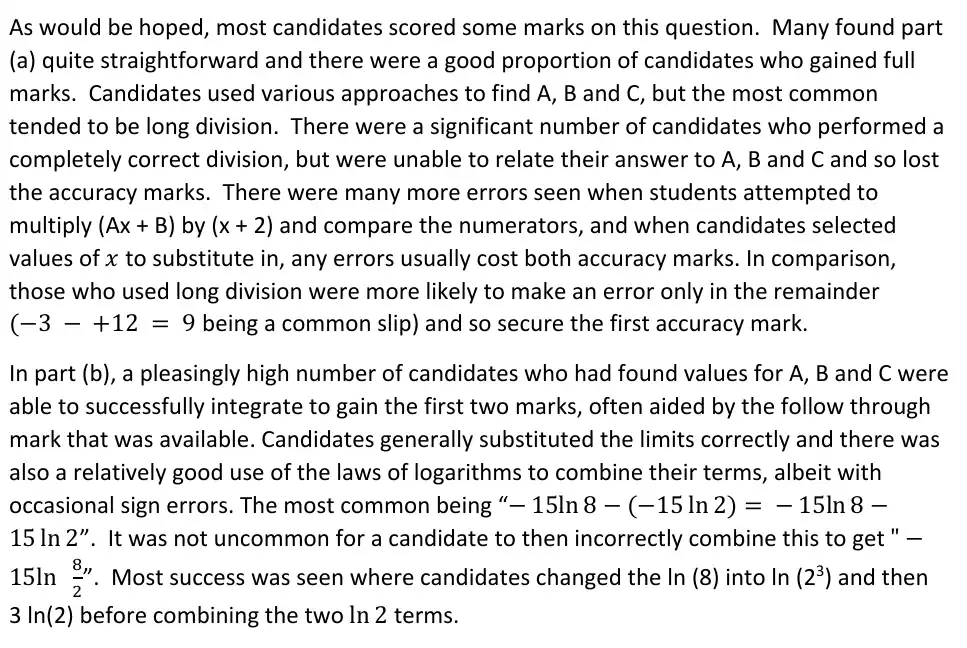 As would be hoped, most candidates scored some marks on this question.  Many found part
(a) quite straightforward and there were a good proportion of candidates who gained full
marks.  Candidates used various approaches to find A, B and C, but the most common
tended to be long division.  There were a significant number of candidates who performed a
completely correct division, but were unable to relate their answer to A, B and C and so lost
the accuracy marks.  There were many more errors seen when students attempted to
multiply (Ax + B) by (x + 2) and compare the numerators, and when candidates selected
values of x to substitute in, any errors usually cost both accuracy marks. In comparison,
those who used long division were more likely to make an error only in the remainder
(−3 − +12 = 9 being a common slip) and so secure the first accuracy mark.
In part (b), a pleasingly high number of candidates who had found values for A, B and C were
able to successfully integrate to gain the first two marks, often aided by the follow through
mark that was available. Candidates generally substituted the limits correctly and there was
also a relatively good use of the laws of logarithms to combine their terms, albeit with
occasional sign errors. The most common being “− 15ln 8 − (−15 ln 2) = − 15ln 8 −
15 ln 2”.  It was not uncommon for a candidate to then incorrectly combine this to get " −
15ln 8/2”.  Most success was seen where candidates changed the ln (8) into ln (2³) and then
3 ln(2) before combining the two ln 2 terms.